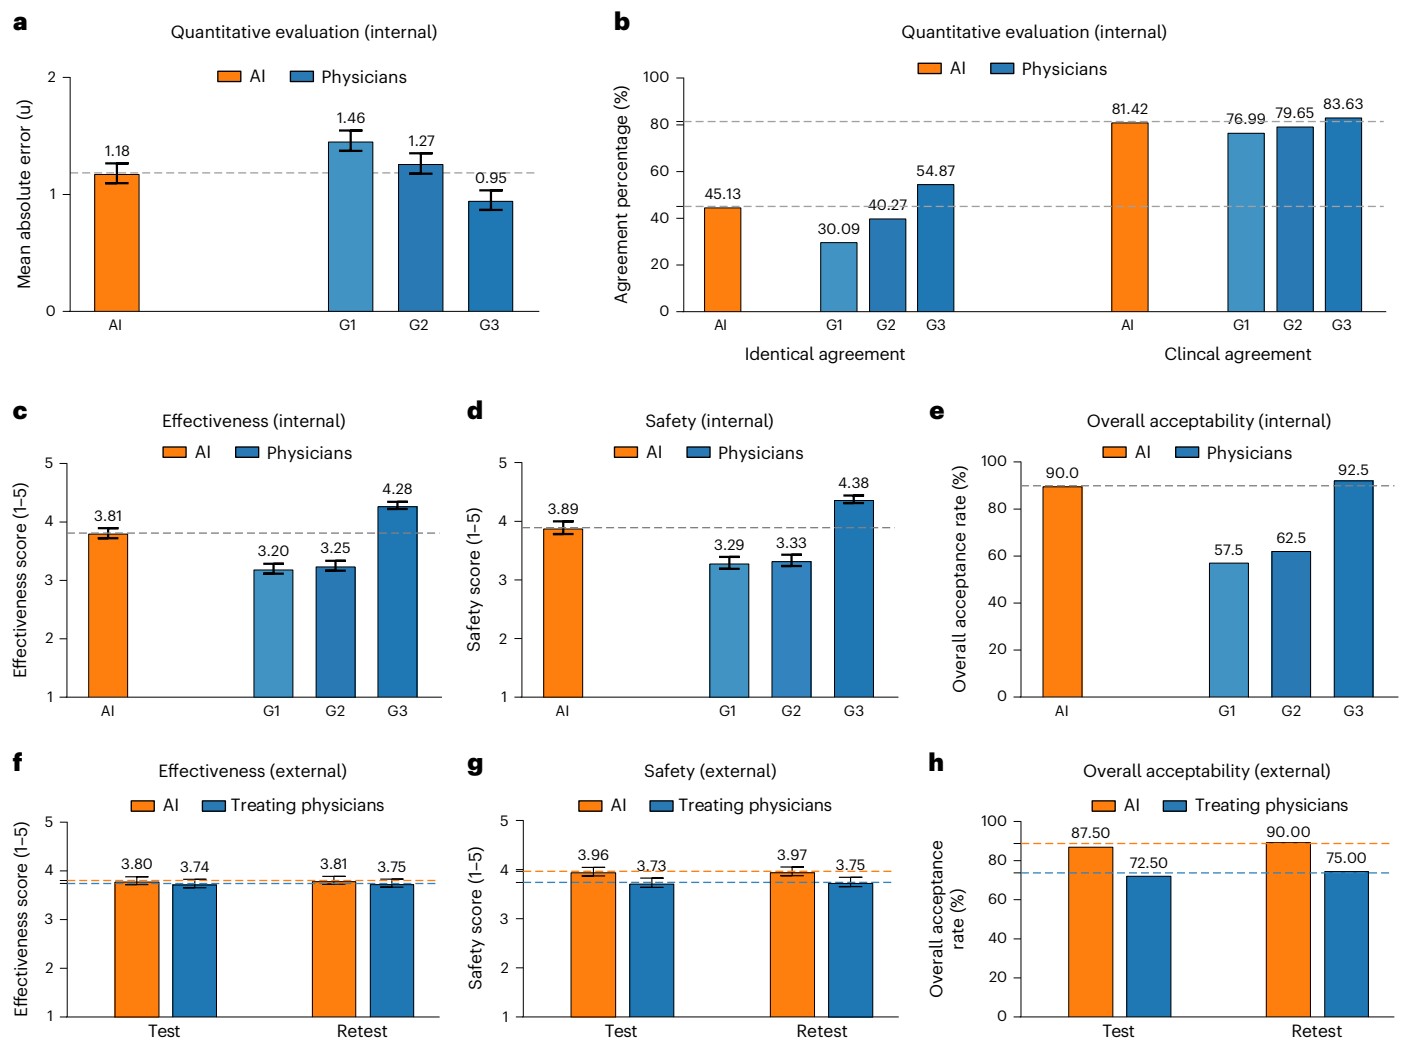 a
Quantitative evaluation (internal)
AI
Physicians
Mean absolute error (u)
2
1
0
1.18
1.46
1.27
0.95
AI
G1
G2
G3
b
Quantitative evaluation (internal)
AI
Physicians
Agreement percentage (%)
100
80
60
40
20
0
45.13
30.09
40.27
54.87
81.42
76.99
79.65
83.63
AI
G1
G2
G3
AI
G1
G2
G3
Identical agreement
Clincal agreement
c
Effectiveness (internal)
AI
Physicians
Effectiveness score (1–5)
5
4
3
2
1
3.81
3.20
3.25
4.28
AI
G1
G2
G3
d
Safety (internal)
AI
Physicians
Safety score (1–5)
5
4
3
2
1
3.89
3.29
3.33
4.38
AI
G1
G2
G3
e
Overall acceptability (internal)
AI
Physicians
Overall acceptance rate (%)
100
80
60
40
20
0
90.0
57.5
62.5
92.5
AI
G1
G2
G3
f
Effectiveness (external)
AI
Treating physicians
Effectiveness score (1–5)
5
4
3
2
1
3.80
3.74
3.81
3.75
Test
Retest
g
Safety (external)
AI
Treating physicians
Safety score (1–5)
5
4
3
2
1
3.96
3.73
3.97
3.75
Test
Retest
h
Overall acceptability (external)
AI
Treating physicians
Overall acceptance
rate (%)
100
80
60
40
20
0
87.50
72.50
90.00
75.00
Test
Retest